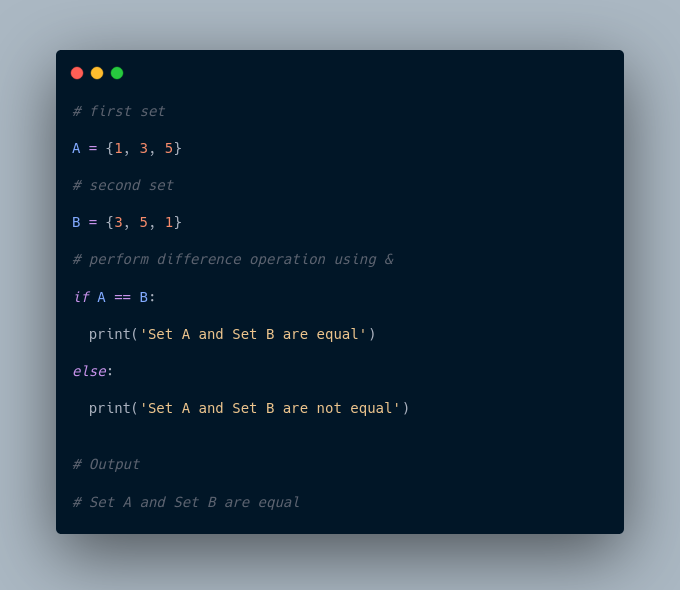 # first set
A = {1, 3, 5}
# second set
B = {3, 5, 1}
# perform difference operation using &
if A == B:
  print('Set A and Set B are equal')
else:
  print('Set A and Set B are not equal')
# Output
# Set A and Set B are equal